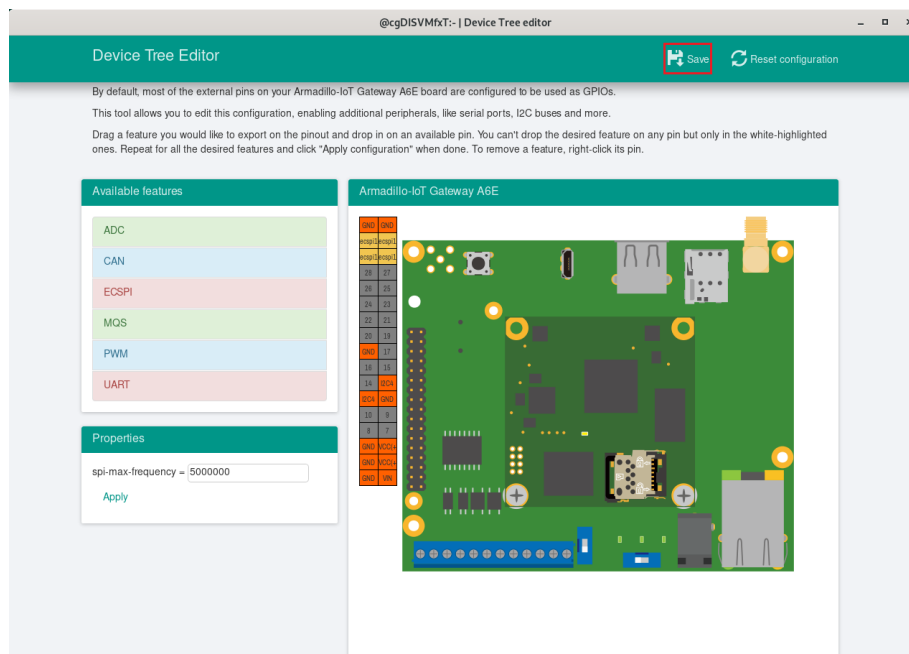 @cgDISVMfxT:- | Device Tree editor
Device Tree Editor
Save
Reset configuration
By default, most of the external pins on your Armadillo-IoT Gateway A6E board are configured to be used as GPIOs.
This tool allows you to edit this configuration, enabling additional peripherals, like serial ports, I2C buses and more.
Drag a feature you would like to export on the pinout and drop in on an available pin. You can't drop the desired feature on any pin but only in the white-highlighted
ones. Repeat for all the desired features and click "Apply configuration" when done. To remove a feature, right-click its pin.
Available features
ADC
CAN
ECSPI
MQS
PWM
UART
Properties
spi-max-frequency = 5000000
Apply
Armadillo-IoT Gateway A6E
GND GND
ecspi1 ecspi1
ecspi1 ecspi1
28 27
26 25
24 23
22 21
20 19
GND 17
16 15
14 I2C4
I2C4 GND
10 9
8 7
GND VCC(+
GND VCC(+
GND VIN